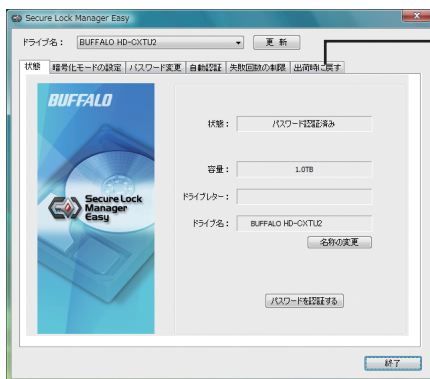 Secure Lock Manager Easy
ドライブ名： BUFFALO HD-CXTU2 更 新
状態 暗号化モードの設定 パスワード変更 自動認証 失敗回数の制限 出荷時に戻す
BUFFALO
状態： パスワード認証済み
容量： 1.0TB
Secure Lock
Manager
Easy
ドライブレター：
ドライブ名： BUFFALO HD-CXTU2
名称の変更
パスワードを認証する
終了